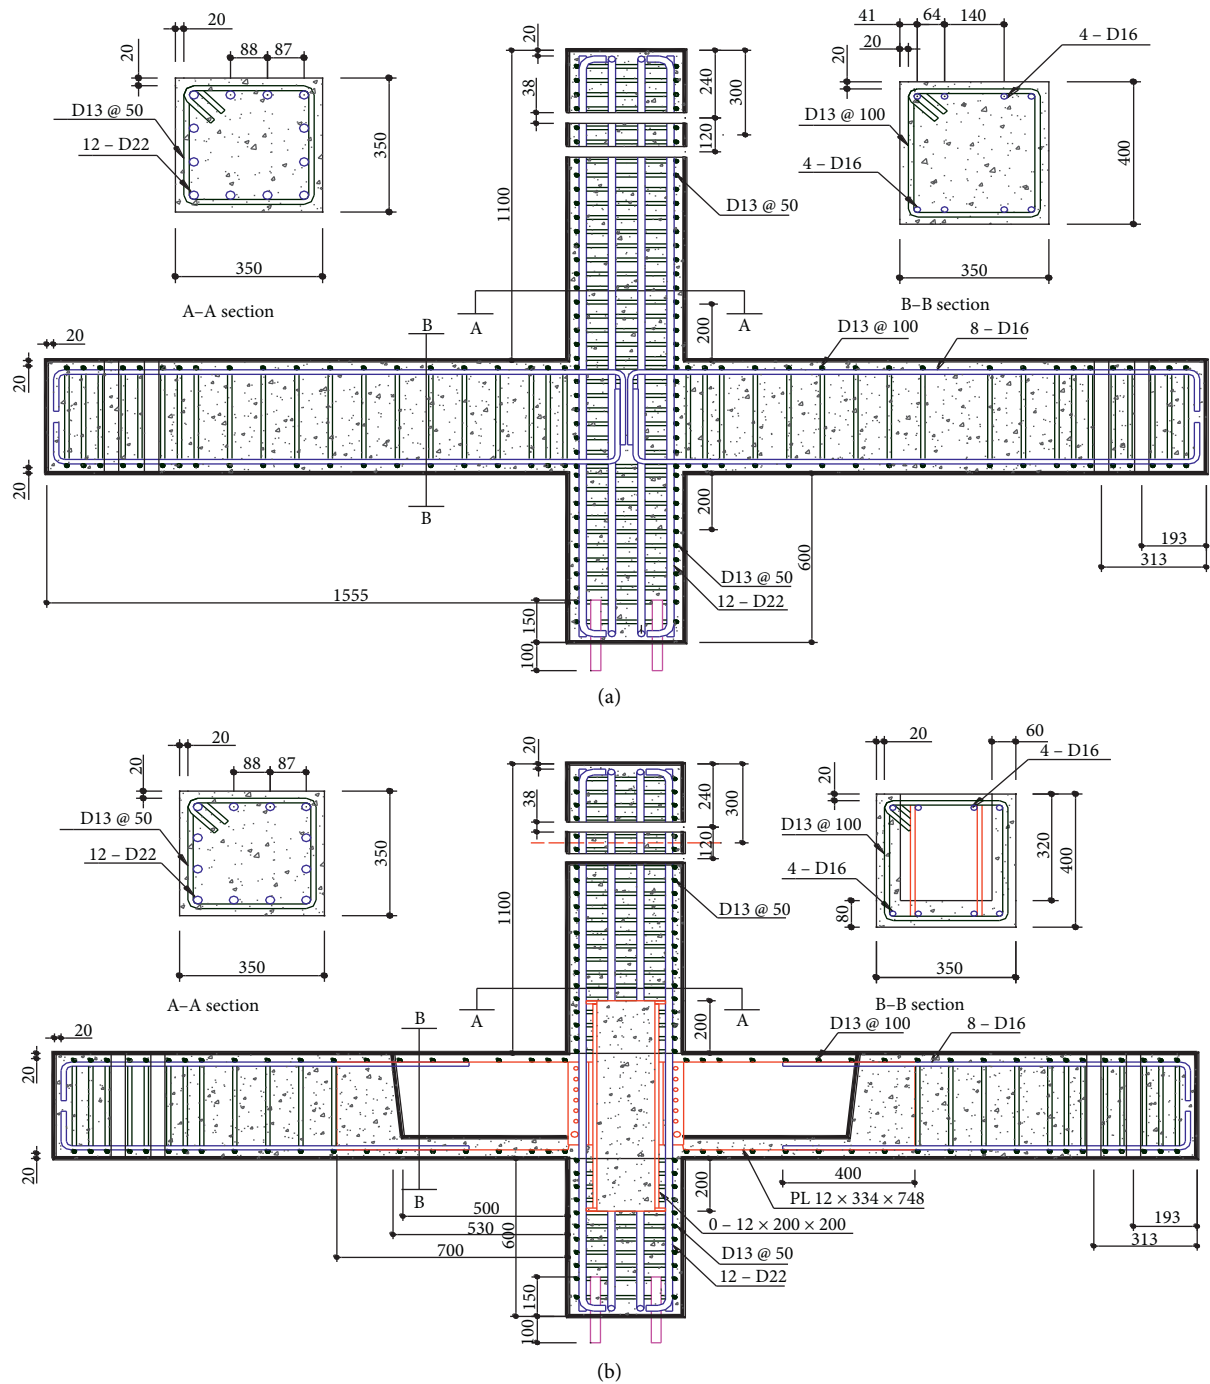 20
20
88
87
D13 @ 50
12 – D22
350
350
A–A section
20
38
240
300
120
1100
D13 @ 50
41
64
140
20
20
4 – D16
D13 @ 100
4 – D16
400
350
B–B section
A
A
200
B
B
D13 @ 100
8 – D16
20
20
20
200
600
193
313
1555
D13 @ 50
12 – D22
150
100
(a)
20
20
88
87
D13 @ 50
12 – D22
350
350
A–A section
20
38
240
300
120
1100
D13 @ 50
20
60
20
4 – D16
D13 @ 100
4 – D16
320
400
80
350
B–B section
A
A
200
B
B
D13 @ 100
8 – D16
20
20
20
200
400
PL 12 × 334 × 748
500
530
600
700
0 – 12 × 200 × 200
D13 @ 50
12 – D22
193
313
150
100
(b)